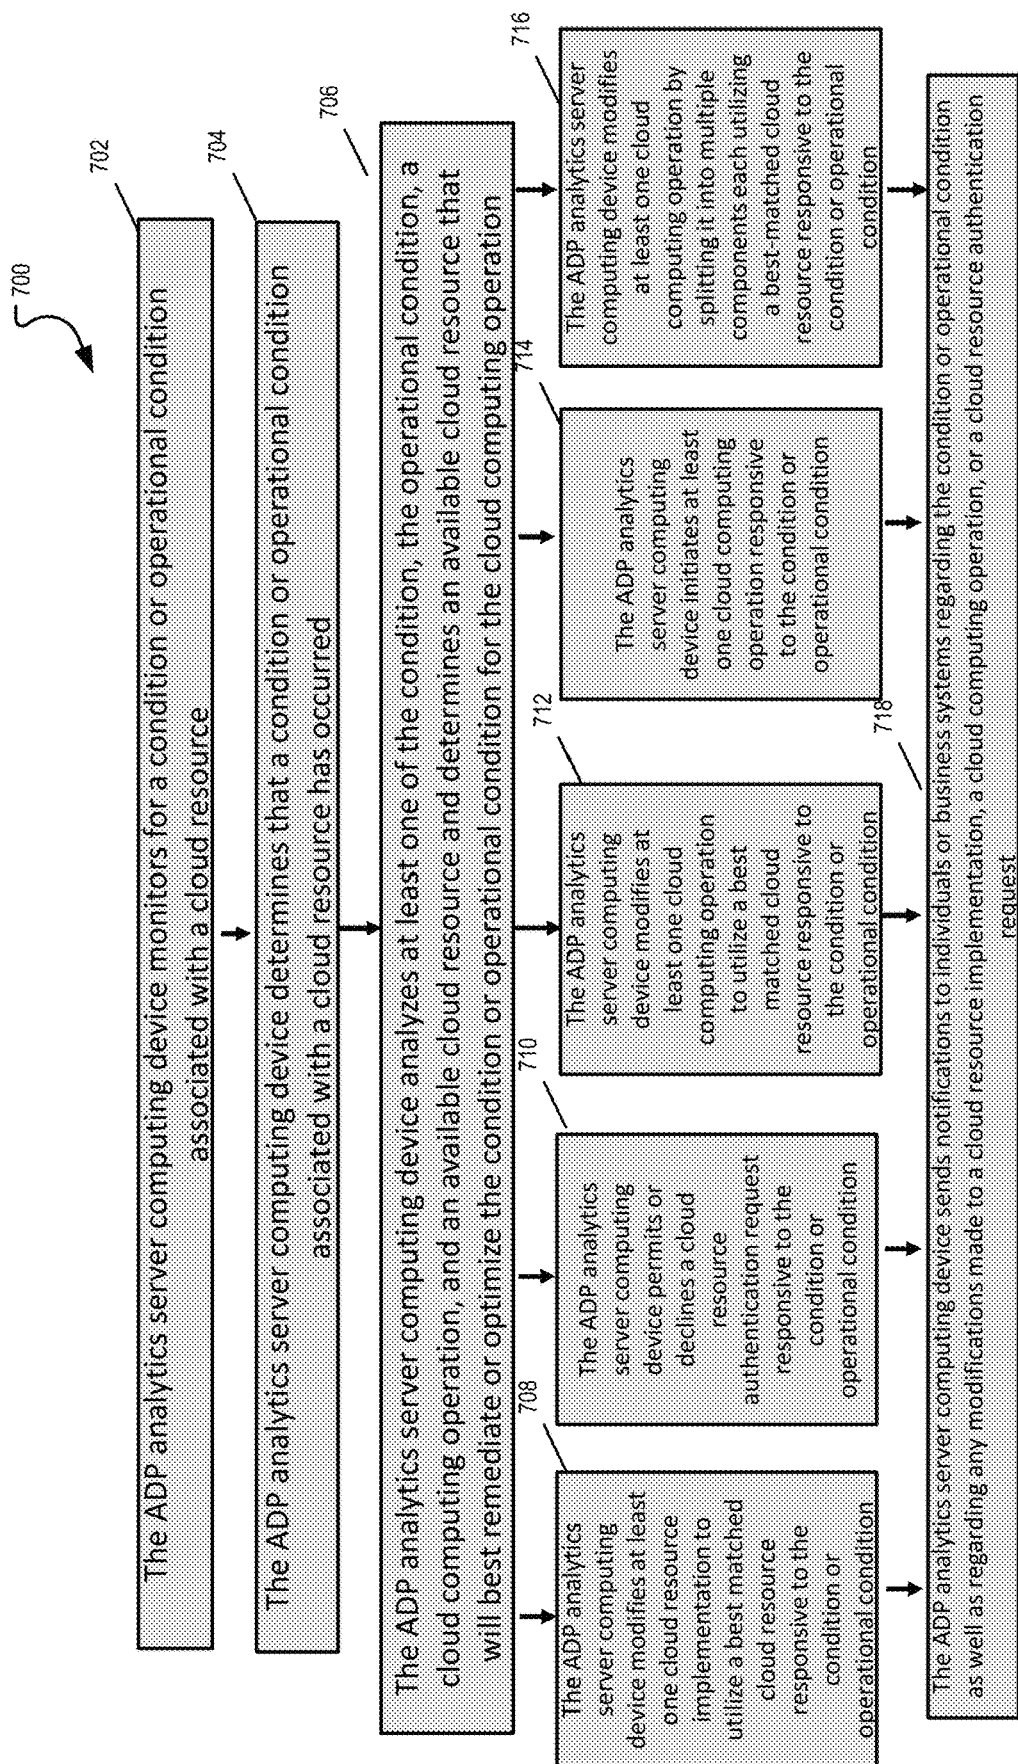 700
The ADP analytics server computing device monitors for a condition or operational condition
associated with a cloud resource
702
The ADP analytics server computing device determines that a condition or operational condition
associated with a cloud resource has occurred
704
The ADP analytics server computing device analyzes at least one of the condition, the operational condition, a
cloud computing operation, and an available cloud resource and determines an available cloud resource that
will best remediate or optimize the condition or operational condition for the cloud computing operation
706
708
The ADP analytics
server computing
device modifies at least
one cloud resource
implementation to
utilize a best matched
cloud resource
responsive to the
condition or
operational condition
710
The ADP analytics
server computing
device permits or
declines a cloud
resource
authentication request
responsive to the
condition or
operational condition
712
The ADP analytics
server computing
device modifies at
least one cloud
computing operation
to utilize a best
matched cloud
resource responsive to
the condition or
operational condition
714
The ADP analytics
server computing
device initiates at least
one cloud computing
operation responsive
to the condition or
operational condition
716
The ADP analytics server
computing device modifies
at least one cloud
computing operation by
splitting it into multiple
components each utilizing
a best-matched cloud
resource responsive to the
condition or operational
condition
718
The ADP analytics server computing device sends notifications to individuals or business systems regarding the condition or operational condition
as well as regarding any modifications made to a cloud resource implementation, a cloud computing operation, or a cloud resource authentication
request